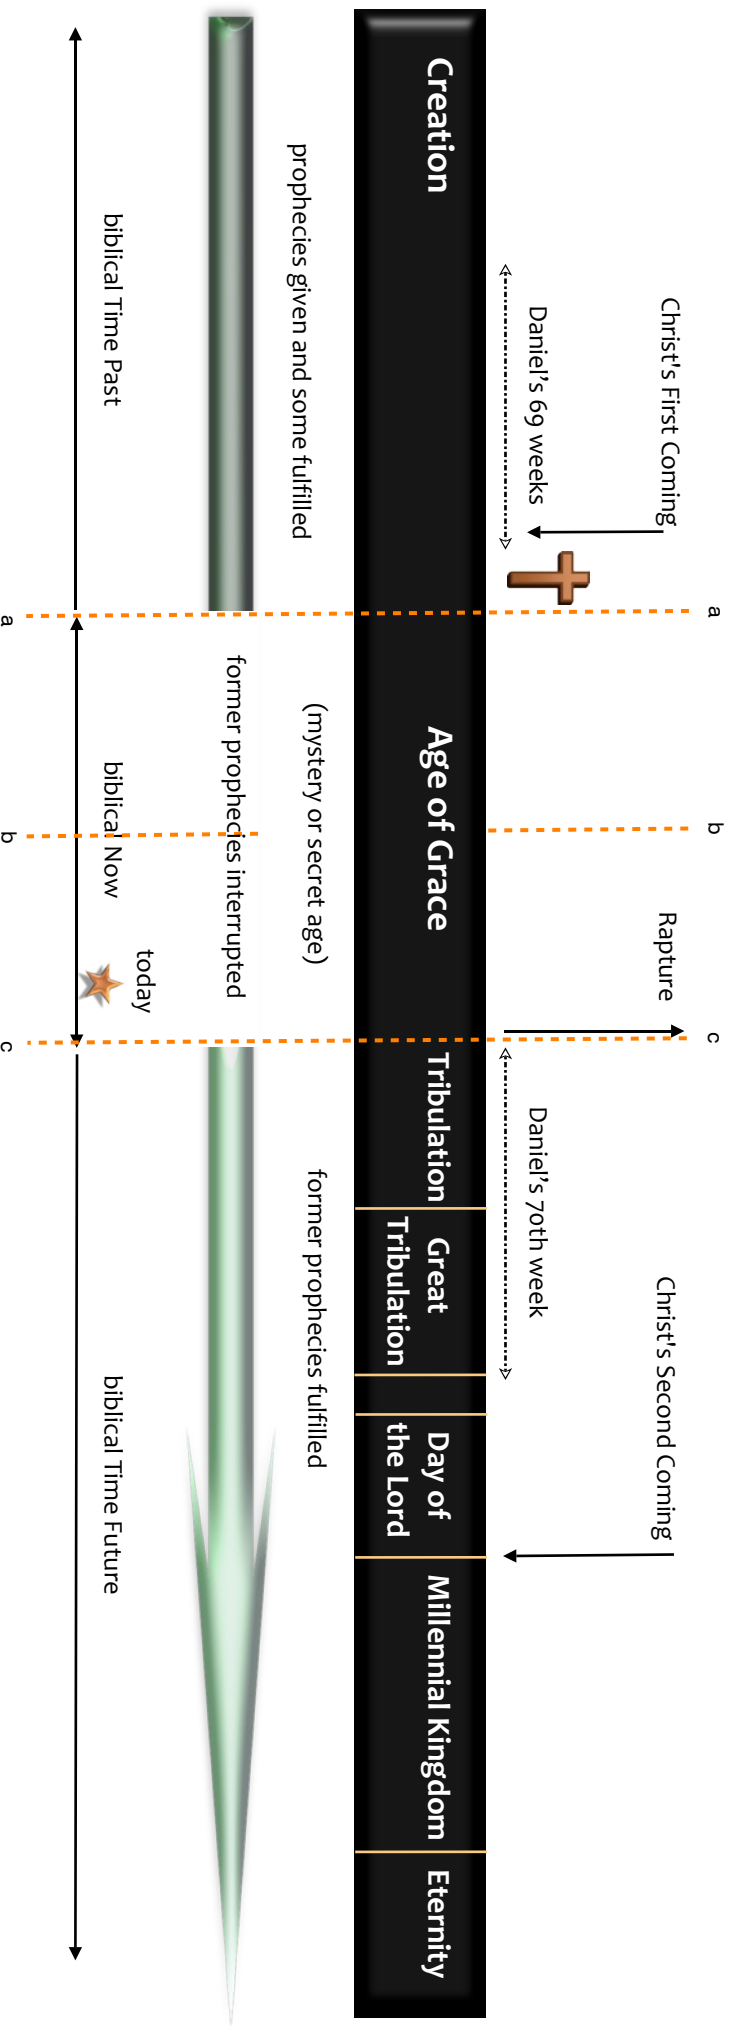 a
b
c
Christ's First Coming
Rapture
Christ's Second Coming
Daniel's 69 weeks
Daniel's 70th week
Creation
Age of Grace
Tribulation
Great
Tribulation
Day of
the Lord
Millennial Kingdom
Eternity
prophecies given and some fulfilled
(mystery or secret age)
former prophecies fulfilled
former prophecies interrupted
today
biblical Time Past
biblical Now
biblical Time Future
a
b
c